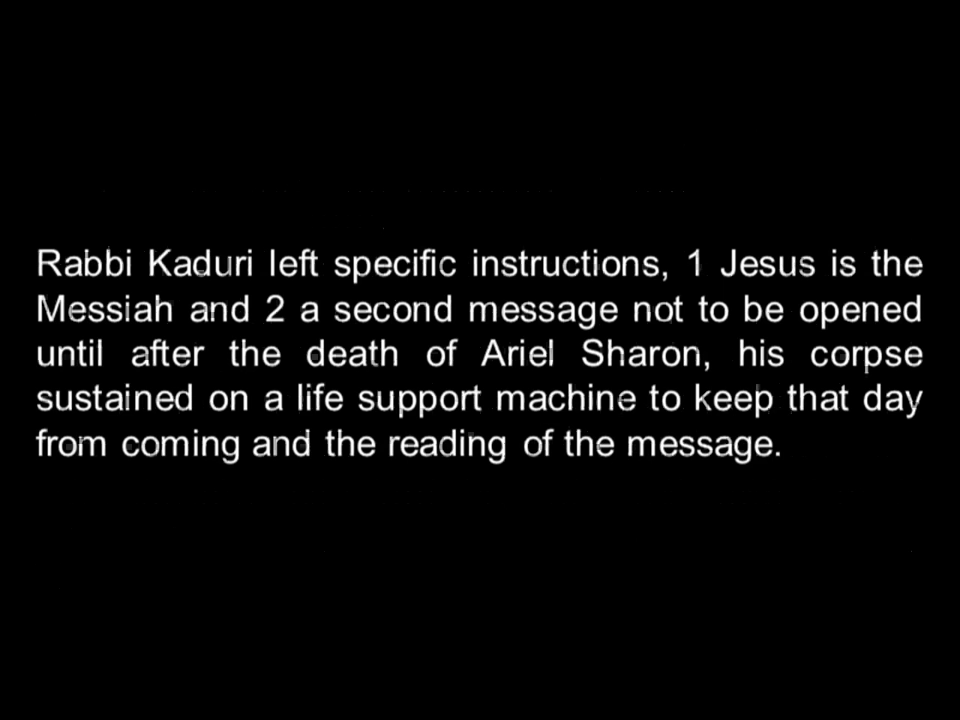 Rabbi Kaduri left specific instructions, 1 Jesus is the
Messiah and 2 a second message not to be opened
until after the death of Ariel Sharon, his corpse
sustained on a life support machine to keep that day
from coming and the reading of the message.